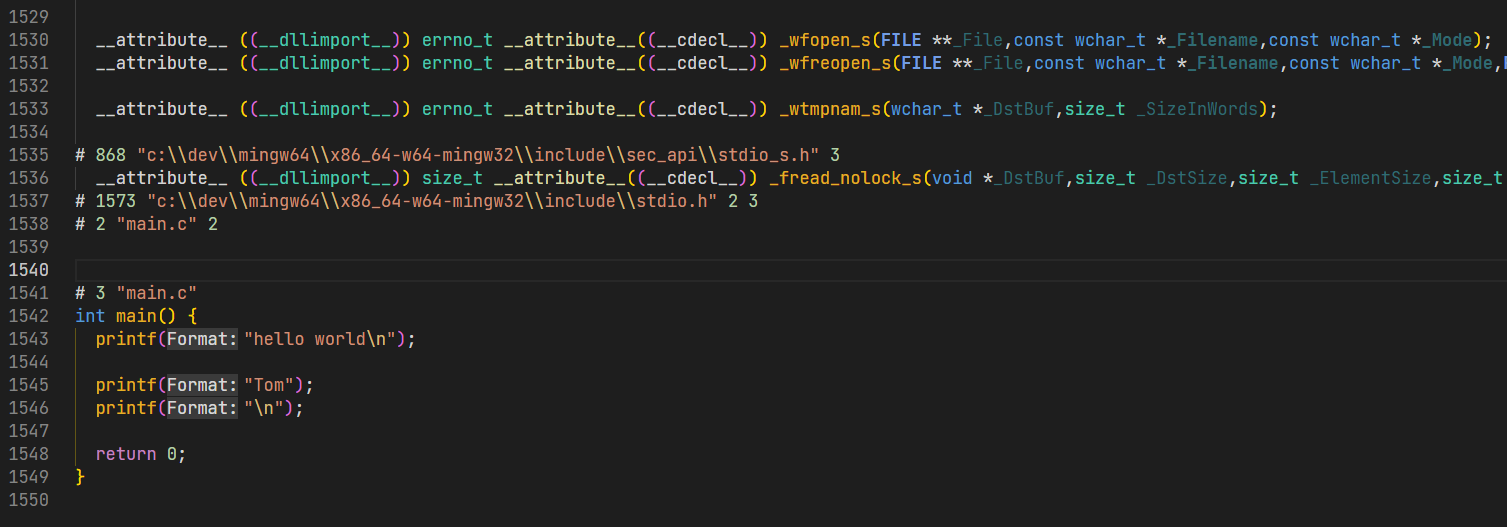 1529
1530 __attribute__ ((__dllimport__)) errno_t __attribute__((__cdecl__)) _wfopen_s(FILE **_File,const wchar_t *_Filename,const wchar_t *_Mode);
1531 __attribute__ ((__dllimport__)) errno_t __attribute__((__cdecl__)) _wfreopen_s(FILE **_File,const wchar_t *_Filename,const wchar_t *_Mode,
1532
1533 __attribute__ ((__dllimport__)) errno_t __attribute__((__cdecl__)) _wtmpnam_s(wchar_t *_DstBuf,size_t _SizeInWords);
1534
1535 # 868 "c:\\dev\\mingw64\\x86_64-w64-mingw32\\include\\sec_api\\stdio_s.h" 3
1536 __attribute__ ((__dllimport__)) size_t __attribute__((__cdecl__)) _fread_nolock_s(void *_DstBuf,size_t _DstSize,size_t _ElementSize,size_t
1537 # 1573 "c:\\dev\\mingw64\\x86_64-w64-mingw32\\include\\stdio.h" 2 3
1538 # 2 "main.c" 2
1539
1540
1541 # 3 "main.c"
1542 int main() {
1543 printf(Format: "hello world\n");
1544
1545 printf(Format: "Tom");
1546 printf(Format: "\n");
1547
1548 return 0;
1549 }
1550